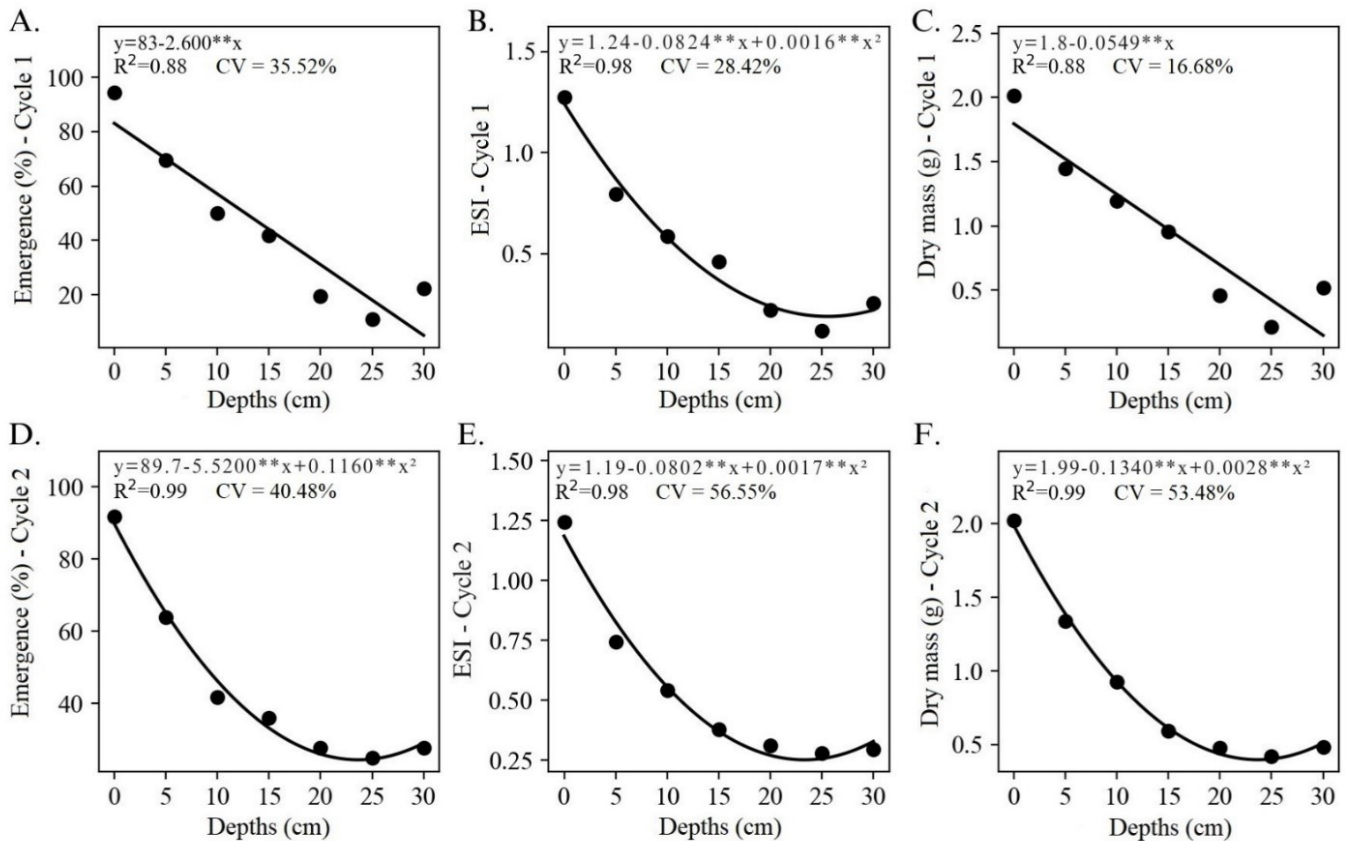 A.
y=83-2.600**x
R²=0.88 CV = 35.52%
Emergence (%) - Cycle 1
100
80
60
40
20
0 5 10 15 20 25 30
Depths (cm)
B.
y=1.24-0.0824**x+0.0016**x²
R²=0.98 CV = 28.42%
ESI - Cycle 1
1.5
1.0
0.5
0 5 10 15 20 25 30
Depths (cm)
C.
y=1.8-0.0549**x
R²=0.88 CV = 16.68%
Dry mass (g) - Cycle 1
2.5
2.0
1.5
1.0
0.5
0 5 10 15 20 25 30
Depths (cm)
D.
y=89.7-5.5200**x+0.1160**x²
R²=0.99 CV = 40.48%
Emergence (%) - Cycle 2
100
80
60
40
0 5 10 15 20 25 30
Depths (cm)
E.
y=1.19-0.0802**x+0.0017**x²
R²=0.98 CV = 56.55%
ESI - Cycle 2
1.50
1.25
1.00
0.75
0.50
0.25
0 5 10 15 20 25 30
Depths (cm)
F.
y=1.99-0.1340**x+0.0028**x²
R²=0.99 CV = 53.48%
Dry mass (g) - Cycle 2
2.0
1.5
1.0
0.5
0 5 10 15 20 25 30
Depths (cm)